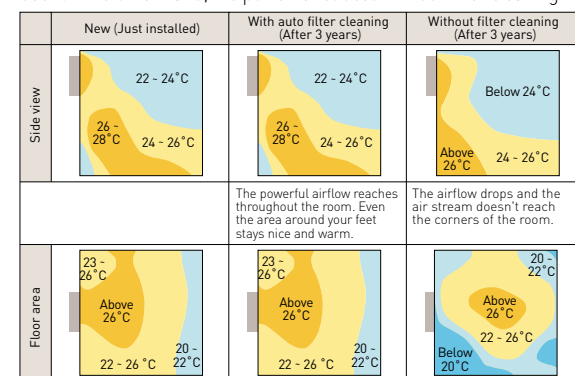 New (Just installed)
With auto filter cleaning
(After 3 years)
Without filter cleaning
(After 3 years)
Side view
22 - 24˚C
26 -
28˚C
24 - 26˚C
22 - 24˚C
26 -
28˚C
24 - 26˚C
Below 24˚C
Above
26˚C
24 - 26˚C
The powerful airflow reaches
throughout the room. Even
the area around your feet
stays nice and warm.
The airflow drops and the
air stream doesn't reach
the corners of the room.
Floor area
23 -
26˚C
Above
26˚C
22 - 26 ˚C
20 -
22˚C
23 -
26˚C
Above
26˚C
22 - 26 ˚C
20 -
22˚C
20 -
22˚C
Above
26˚C
22 - 26˚C
Below
20˚C